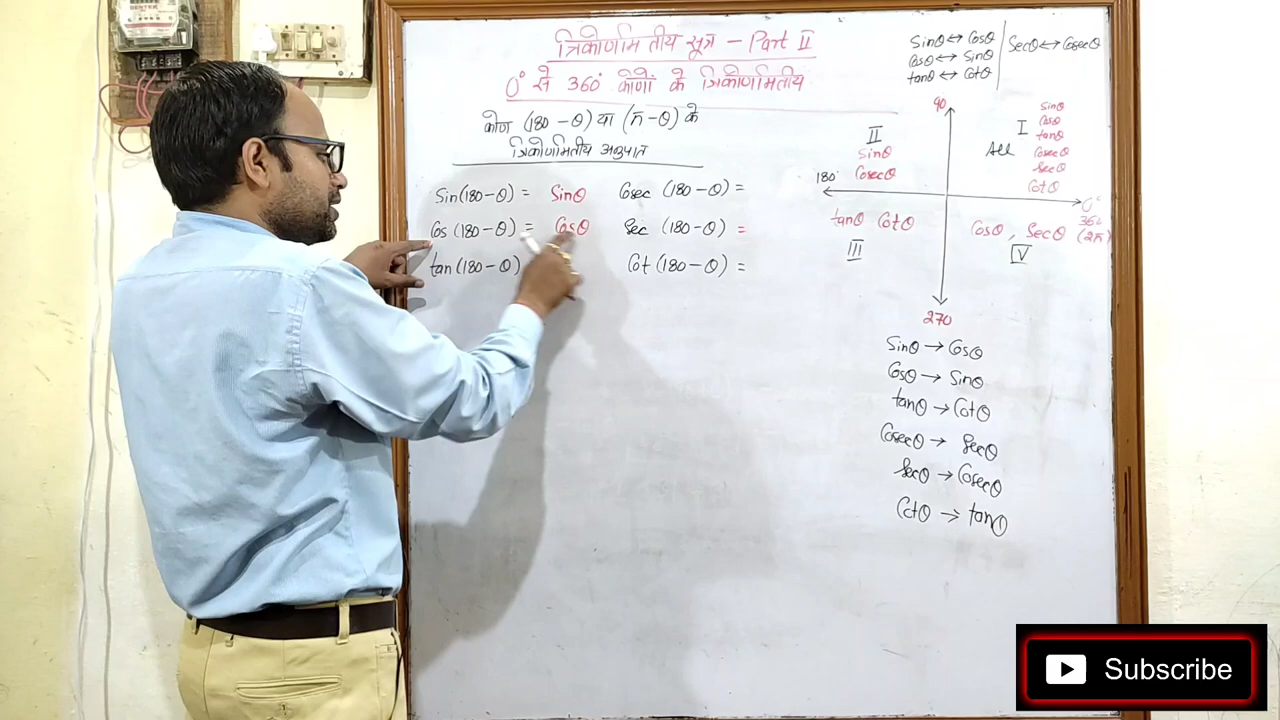 त्रिकोणमितीय सूत्र - Part II
0° से 360° कोणों के त्रिकोणमितीय
कोण (180 - θ) या (π - θ) के
त्रिकोणमितीय अनुपात
Sin(180-θ) = Sinθ
Cos(180-θ) = Cosθ
tan(180-θ)
Cosec (180-θ) =
Sec (180-θ) =
Cot (180-θ) =
Sinθ ↔ Cosθ
Cosθ ↔ Sinθ
tanθ ↔ Cotθ
Secθ ↔ Cosecθ
90
II
Sinθ
Cosecθ
180°
I
All
Sinθ
Cosθ
tanθ
Cosecθ
Secθ
Cotθ
0°
360
(2π)
tanθ Cotθ
III
Cosθ, Secθ
IV
270
Sinθ → Cosθ
Cosθ → Sinθ
tanθ → Cotθ
Cosecθ → Secθ
Secθ → Cosecθ
Cotθ → tanθ
Subscribe